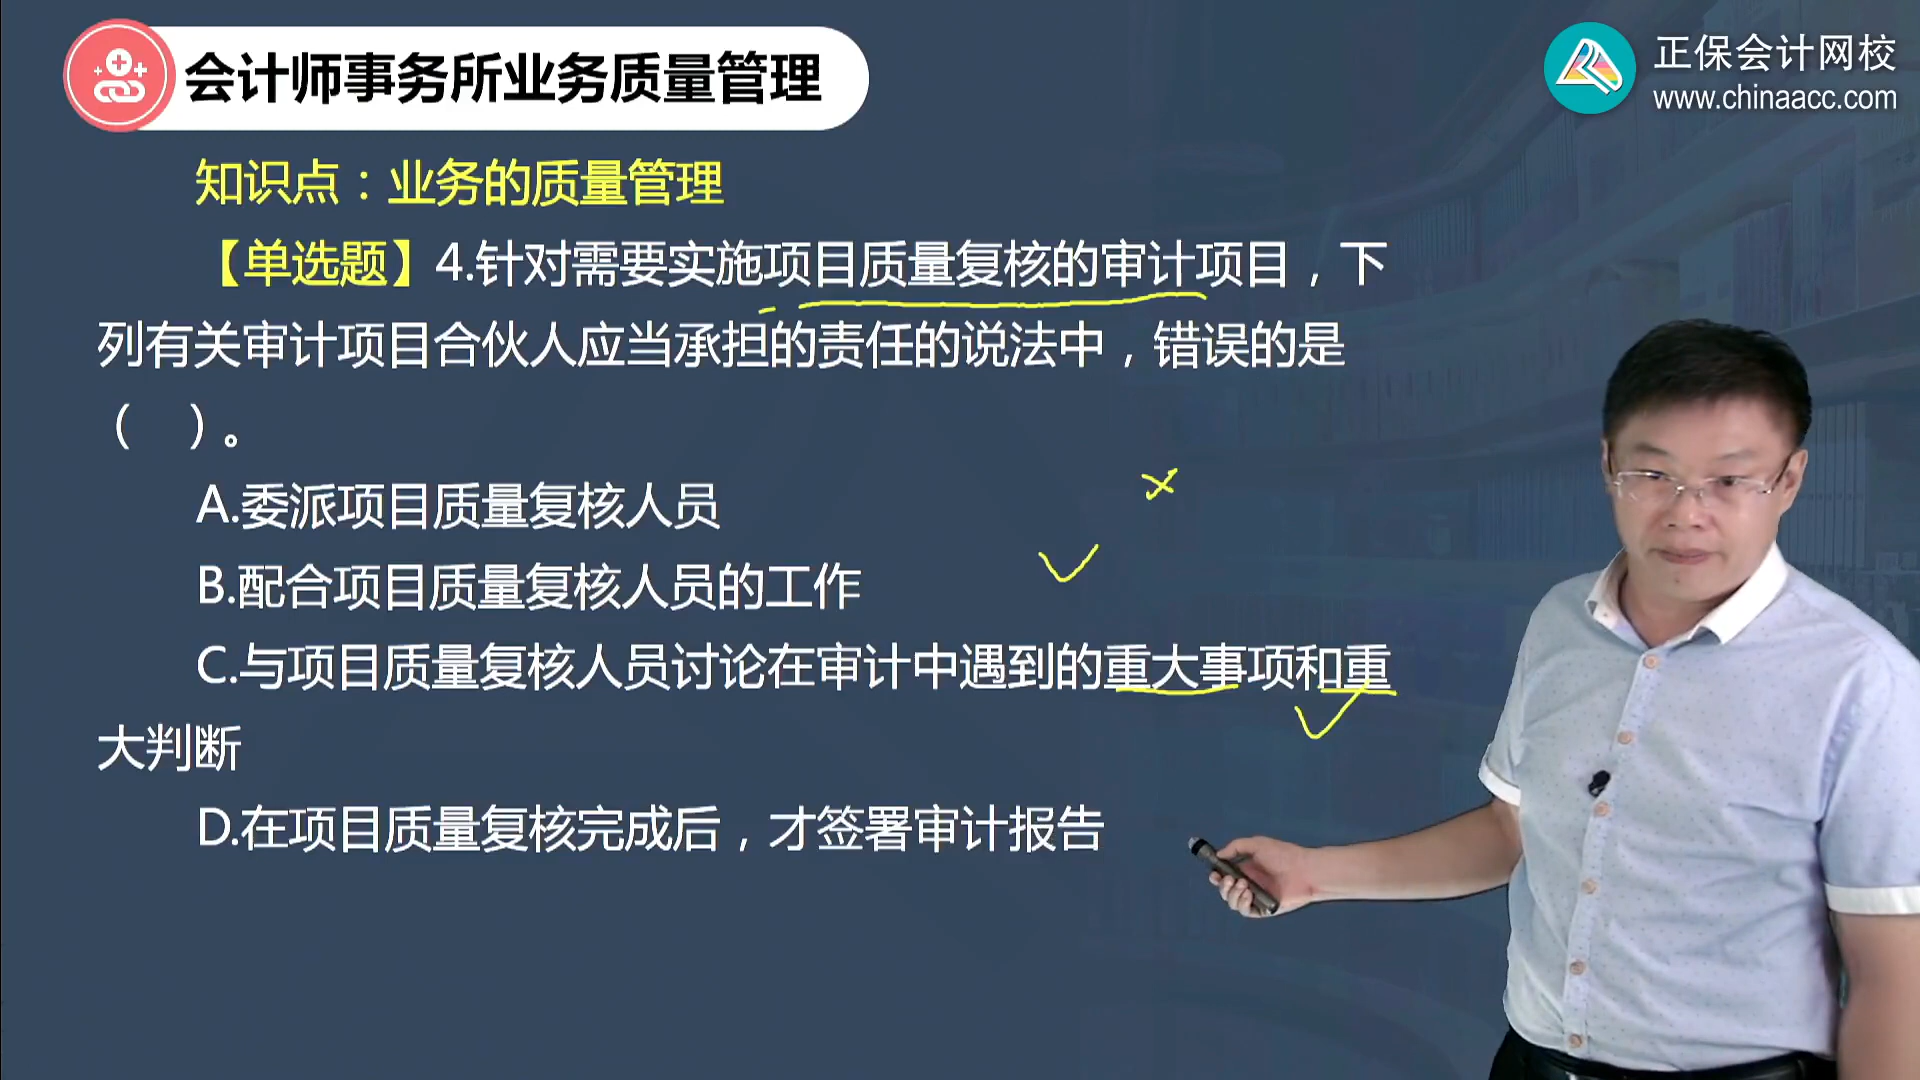 会计师事务所业务质量管理
正保会计网校
www.chinaacc.com
知识点：业务的质量管理
【单选题】4.针对需要实施项目质量复核的审计项目，下
列有关审计项目合伙人应当承担的责任的说法中，错误的是
（ ）。
A.委派项目质量复核人员
B.配合项目质量复核人员的工作
C.与项目质量复核人员讨论在审计中遇到的重大事项和重
大判断
D.在项目质量复核完成后，才签署审计报告